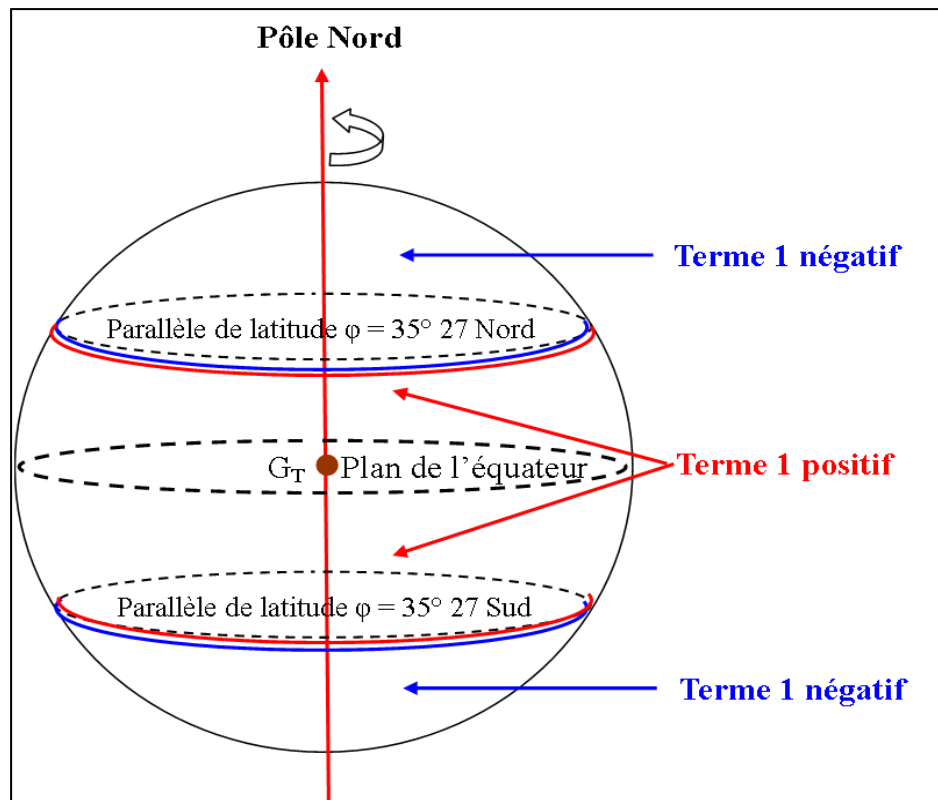 Pôle Nord
Terme 1 négatif
Parallèle de latitude φ = 35° 27 Nord
G_T Plan de l’équateur
Terme 1 positif
Parallèle de latitude φ = 35° 27 Sud
Terme 1 négatif